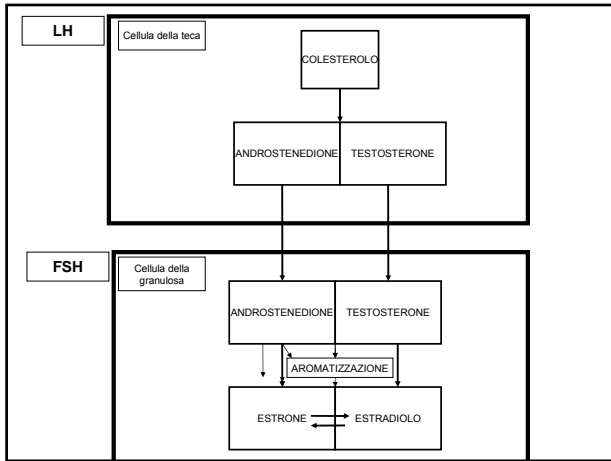 LH
Cellula della teca
COLESTEROLO
ANDROSTENEDIONE
TESTOSTERONE
FSH
Cellula della
granulosa
ANDROSTENEDIONE
TESTOSTERONE
AROMATIZZAZIONE
ESTRONE
ESTRADIOLO